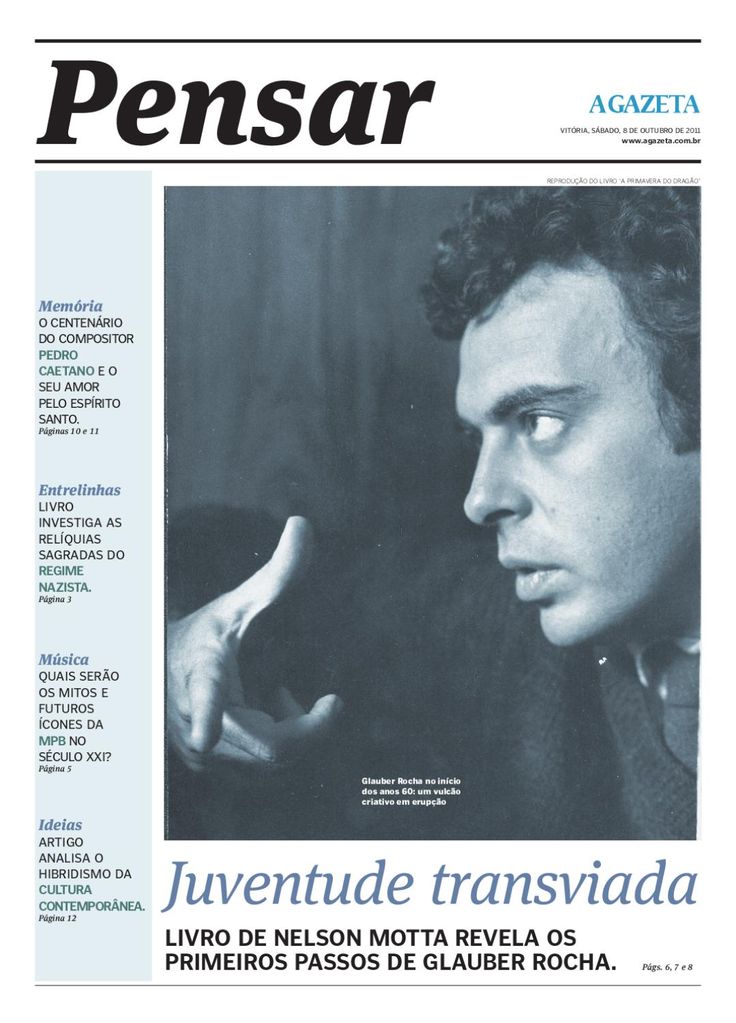 Pensar
A GAZETA
VITÓRIA, SÁBADO, 8 DE OUTUBRO DE 2011
www.agazeta.com.br
REPRODUÇÃO DO LIVRO "A PRIMAVERA DO DRAGÃO"
Memória
O CENTENÁRIO
DO COMPOSITOR
PEDRO
CAETANO E O
SEU AMOR
PELO ESPÍRITO
SANTO.
Páginas 10 e 11
Entrelinhas
LIVRO
INVESTIGA AS
RELÍQUIAS
SAGRADAS DO
REGIME
NAZISTA.
Página 3
Música
QUAIS SERÃO
OS MITOS E
FUTUROS
ÍCONES DA
MPB NO
SÉCULO XXI?
Página 5
Ideias
ARTIGO
ANALISA O
HIBRIDISMO DA
CULTURA
CONTEMPORÂNEA.
Página 12
Glauber Rocha no início
dos anos 60: um vulcão
criativo em erupção
Juventude transviada
LIVRO DE NELSON MOTTA REVELA OS
PRIMEIROS PASSOS DE GLAUBER ROCHA.
Págs. 6, 7 e 8